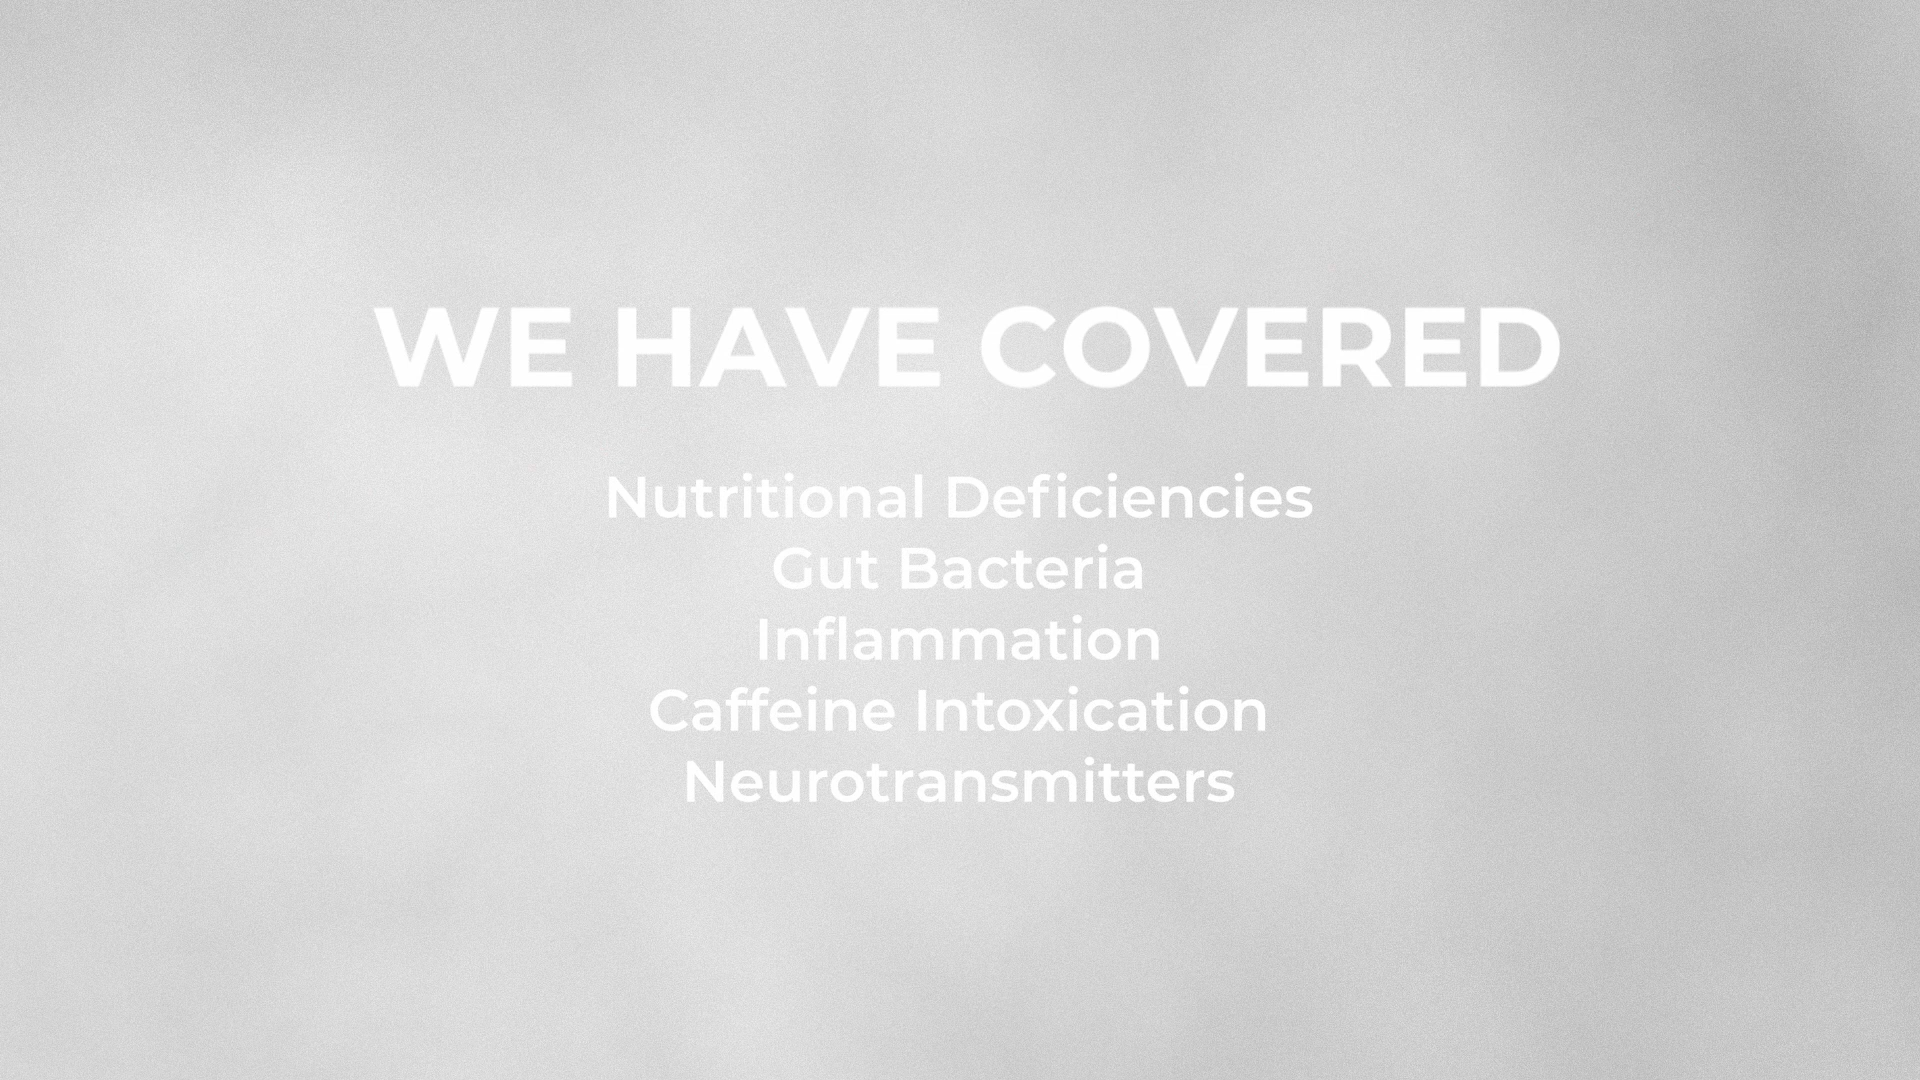 WE HAVE COVERED
Nutritional Deficiencies
Gut Bacteria
Inflammation
Caffeine Intoxication
Neurotransmitters